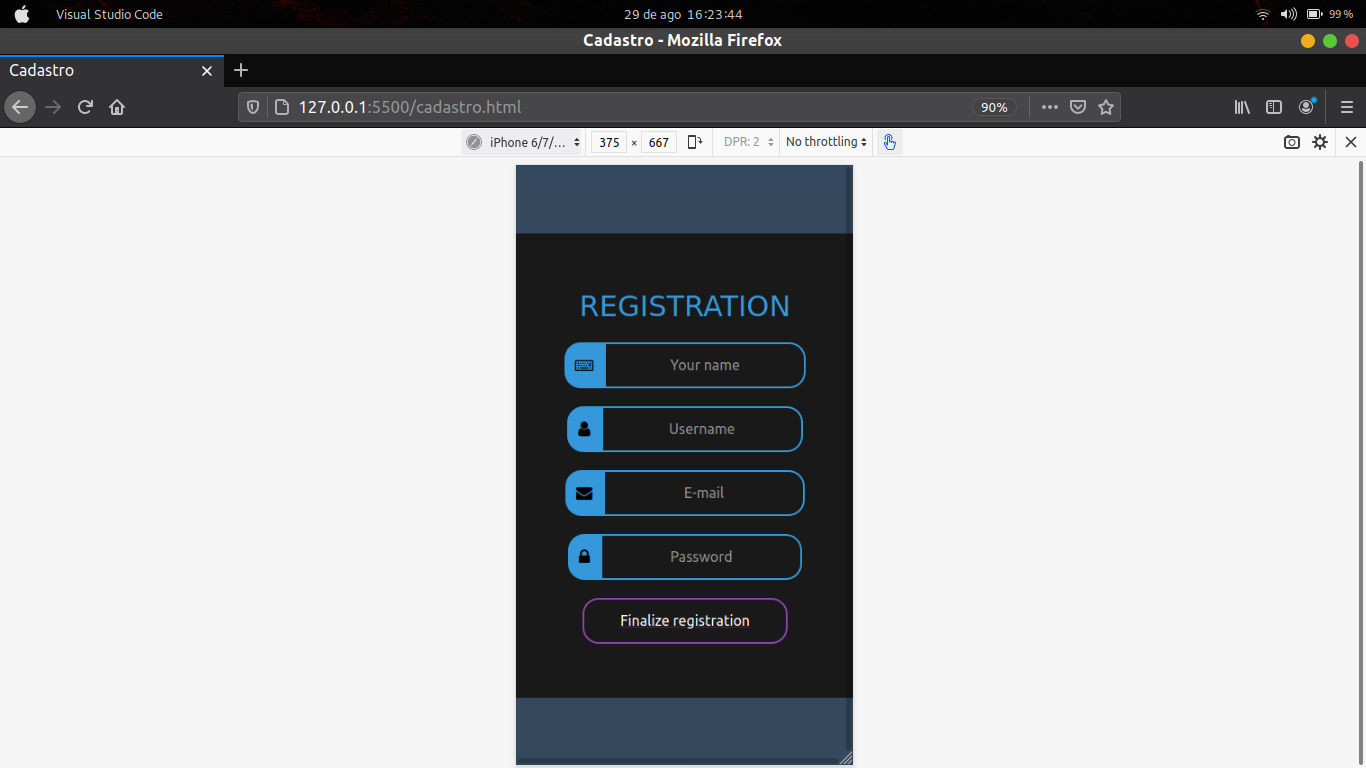 Visual Studio Code 29 de ago 16:23:44 99 %
Cadastro - Mozilla Firefox
Cadastro
127.0.0.1:5500/cadastro.html 90%
iPhone 6/7/... 375 × 667 DPR: 2 No throttling
REGISTRATION
Your name
Username
E-mail
Password
Finalize registration